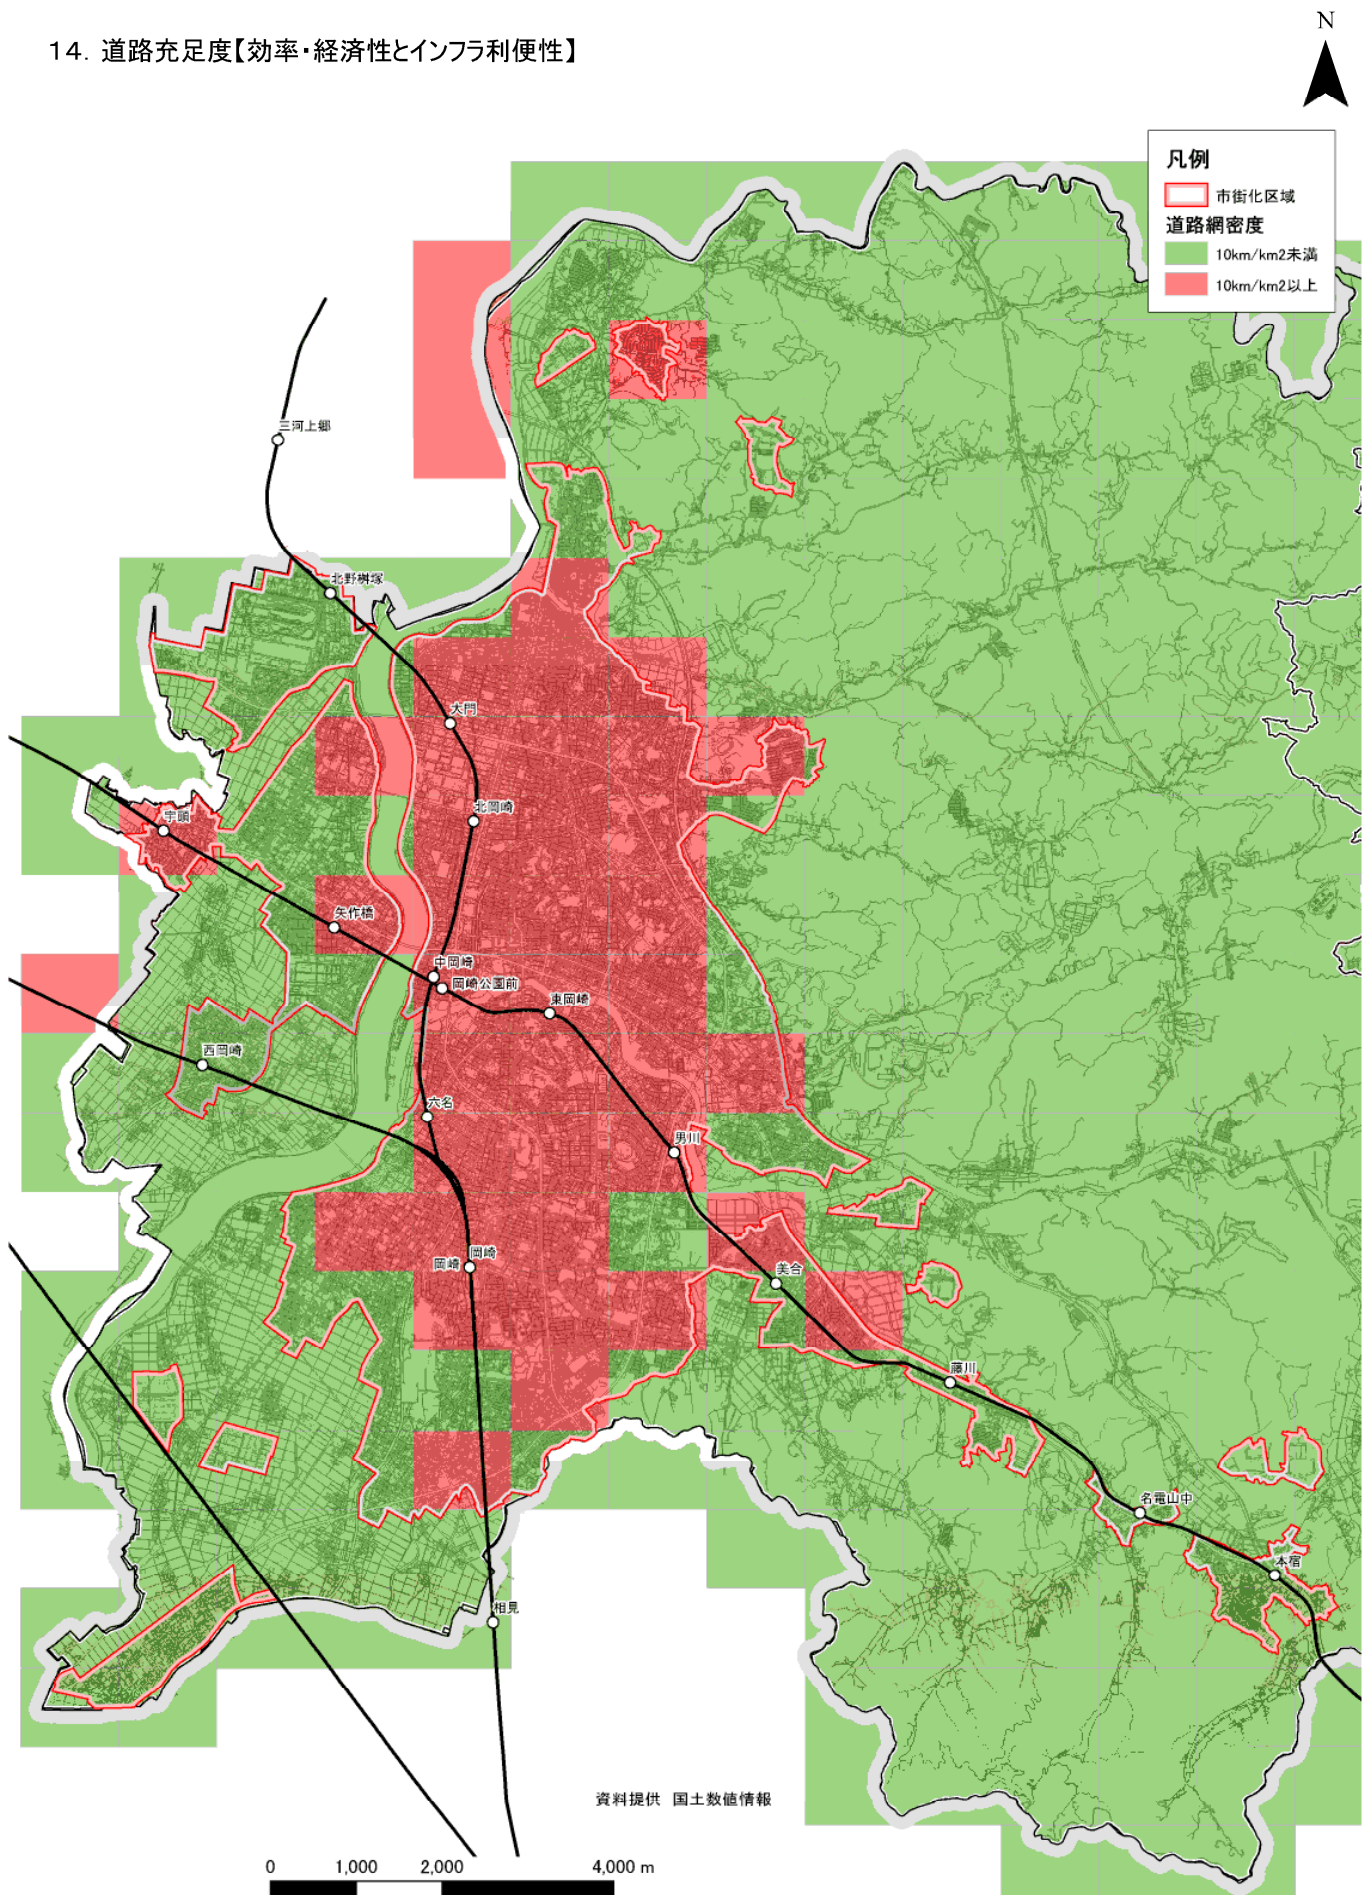 N
14. 道路充足度【効率・経済性とインフラ利便性】
凡例
市街化区域
道路網密度
10km/km2未満
10km/km2以上
三河上郷
北野桝塚
大門
北岡崎
宇頭
矢作橋
中岡崎
岡崎公園前
東岡崎
西岡崎
六名
男川
岡崎
岡崎
美合
藤川
名電山中
本宿
相見
資料提供 国土数値情報
0 1,000 2,000 4,000 m